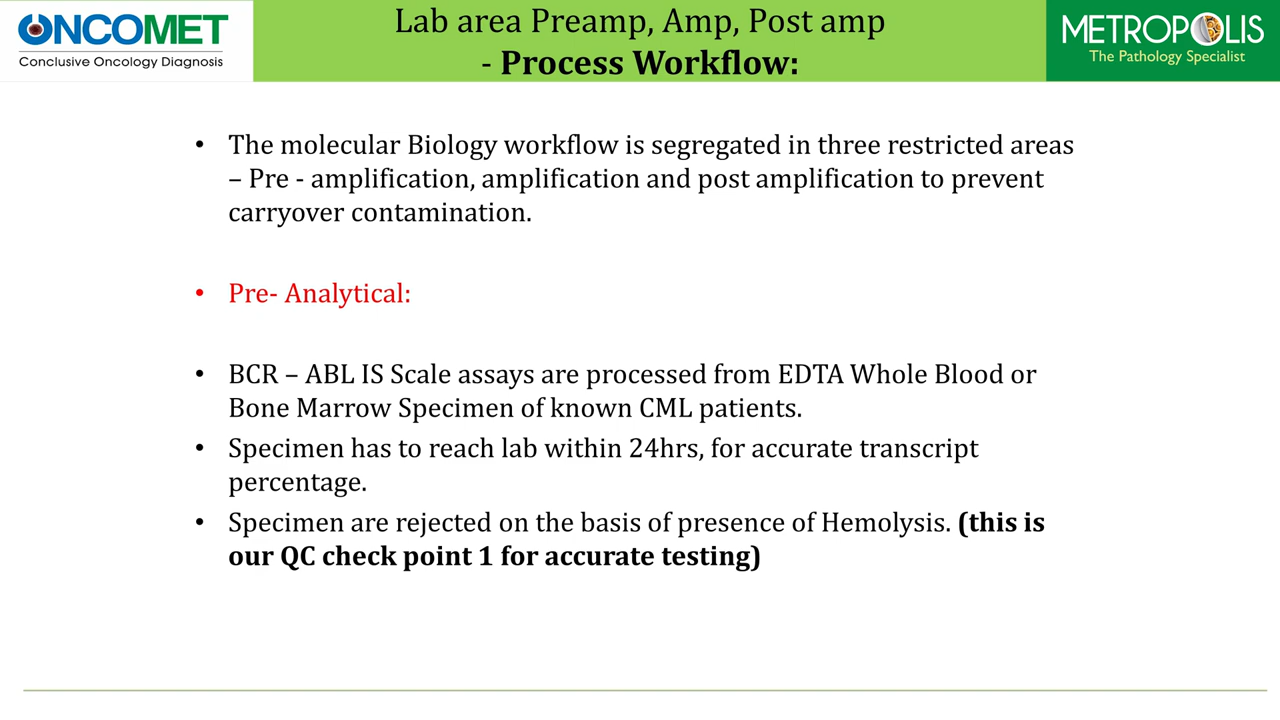 ONCOMET
Conclusive Oncology Diagnosis
Lab area Preamp, Amp, Post amp
- Process Workflow:
METROPOLIS
The Pathology Specialist
• The molecular Biology workflow is segregated in three restricted areas
– Pre - amplification, amplification and post amplification to prevent
carryover contamination.
• Pre- Analytical:
• BCR – ABL IS Scale assays are processed from EDTA Whole Blood or
Bone Marrow Specimen of known CML patients.
• Specimen has to reach lab within 24hrs, for accurate transcript
percentage.
• Specimen are rejected on the basis of presence of Hemolysis. (this is
our QC check point 1 for accurate testing)